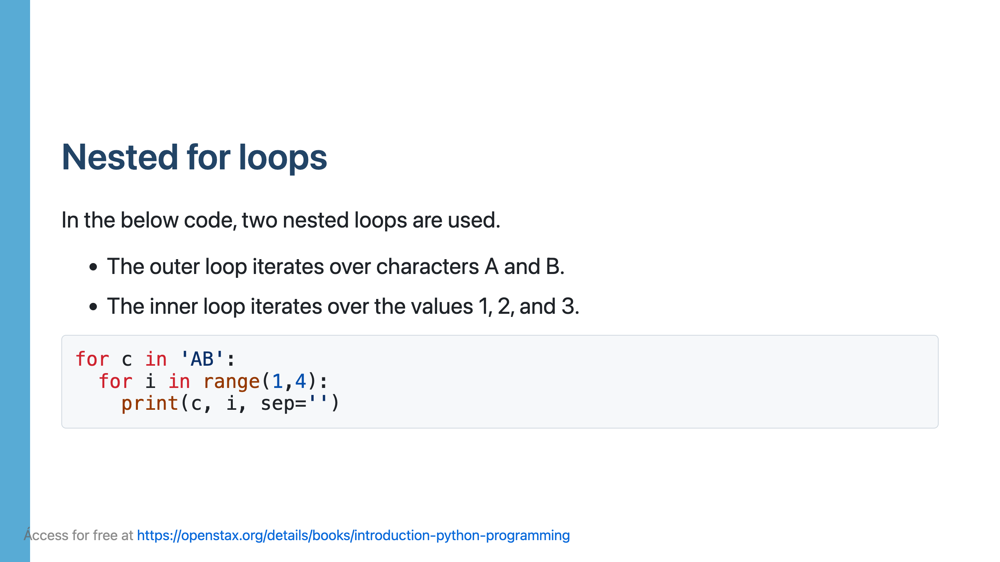 Nested for loops
In the below code, two nested loops are used.
• The outer loop iterates over characters A and B.
• The inner loop iterates over the values 1, 2, and 3.
for c in 'AB':
  for i in range(1,4):
    print(c, i, sep='')
Áccess for free at https://openstax.org/details/books/introduction-python-programming